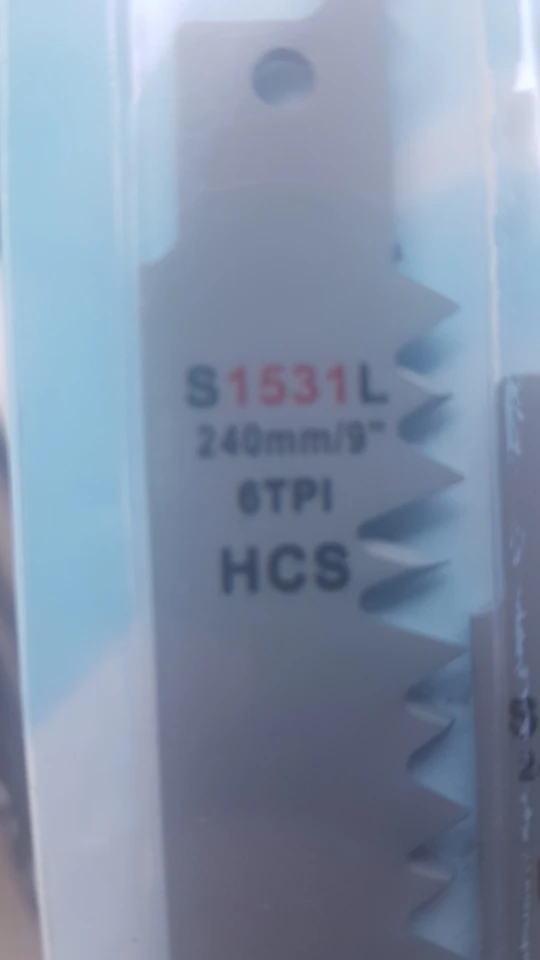 S1531L
240mm/9"
6TPI
HCS